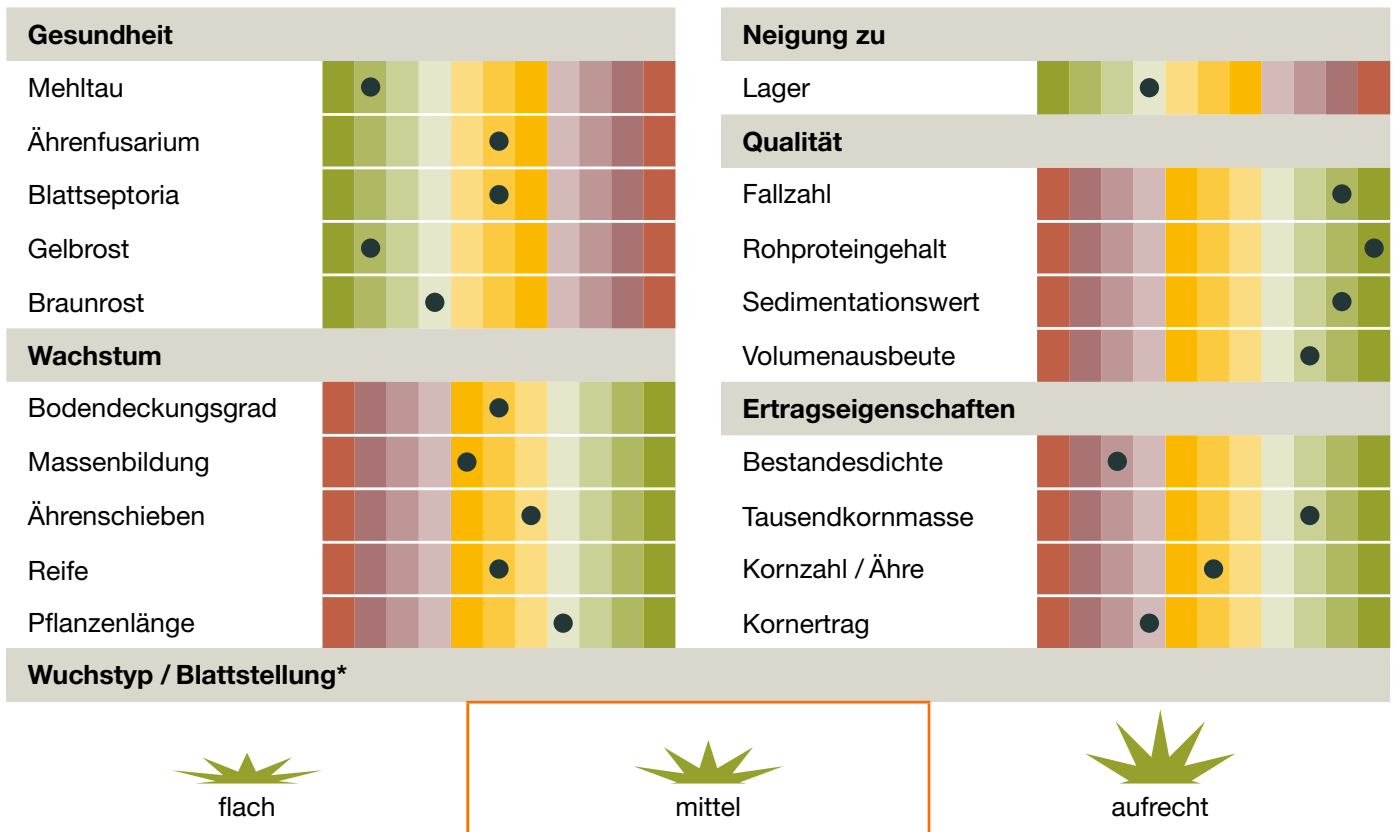 Gesundheit
Mehltau
Ährenfusarium
Blattseptoria
Gelbrost
Braunrost
Wachstum
Bodendeckungsgrad
Massenbildung
Ährenschieben
Reife
Pflanzenlänge
Neigung zu
Lager
Qualität
Fallzahl
Rohproteingehalt
Sedimentationswert
Volumenausbeute
Ertragseigenschaften
Bestandesdichte
Tausendkornmasse
Kornzahl / Ähre
Kornertrag
Wuchstyp / Blattstellung*
flach
mittel
aufrecht